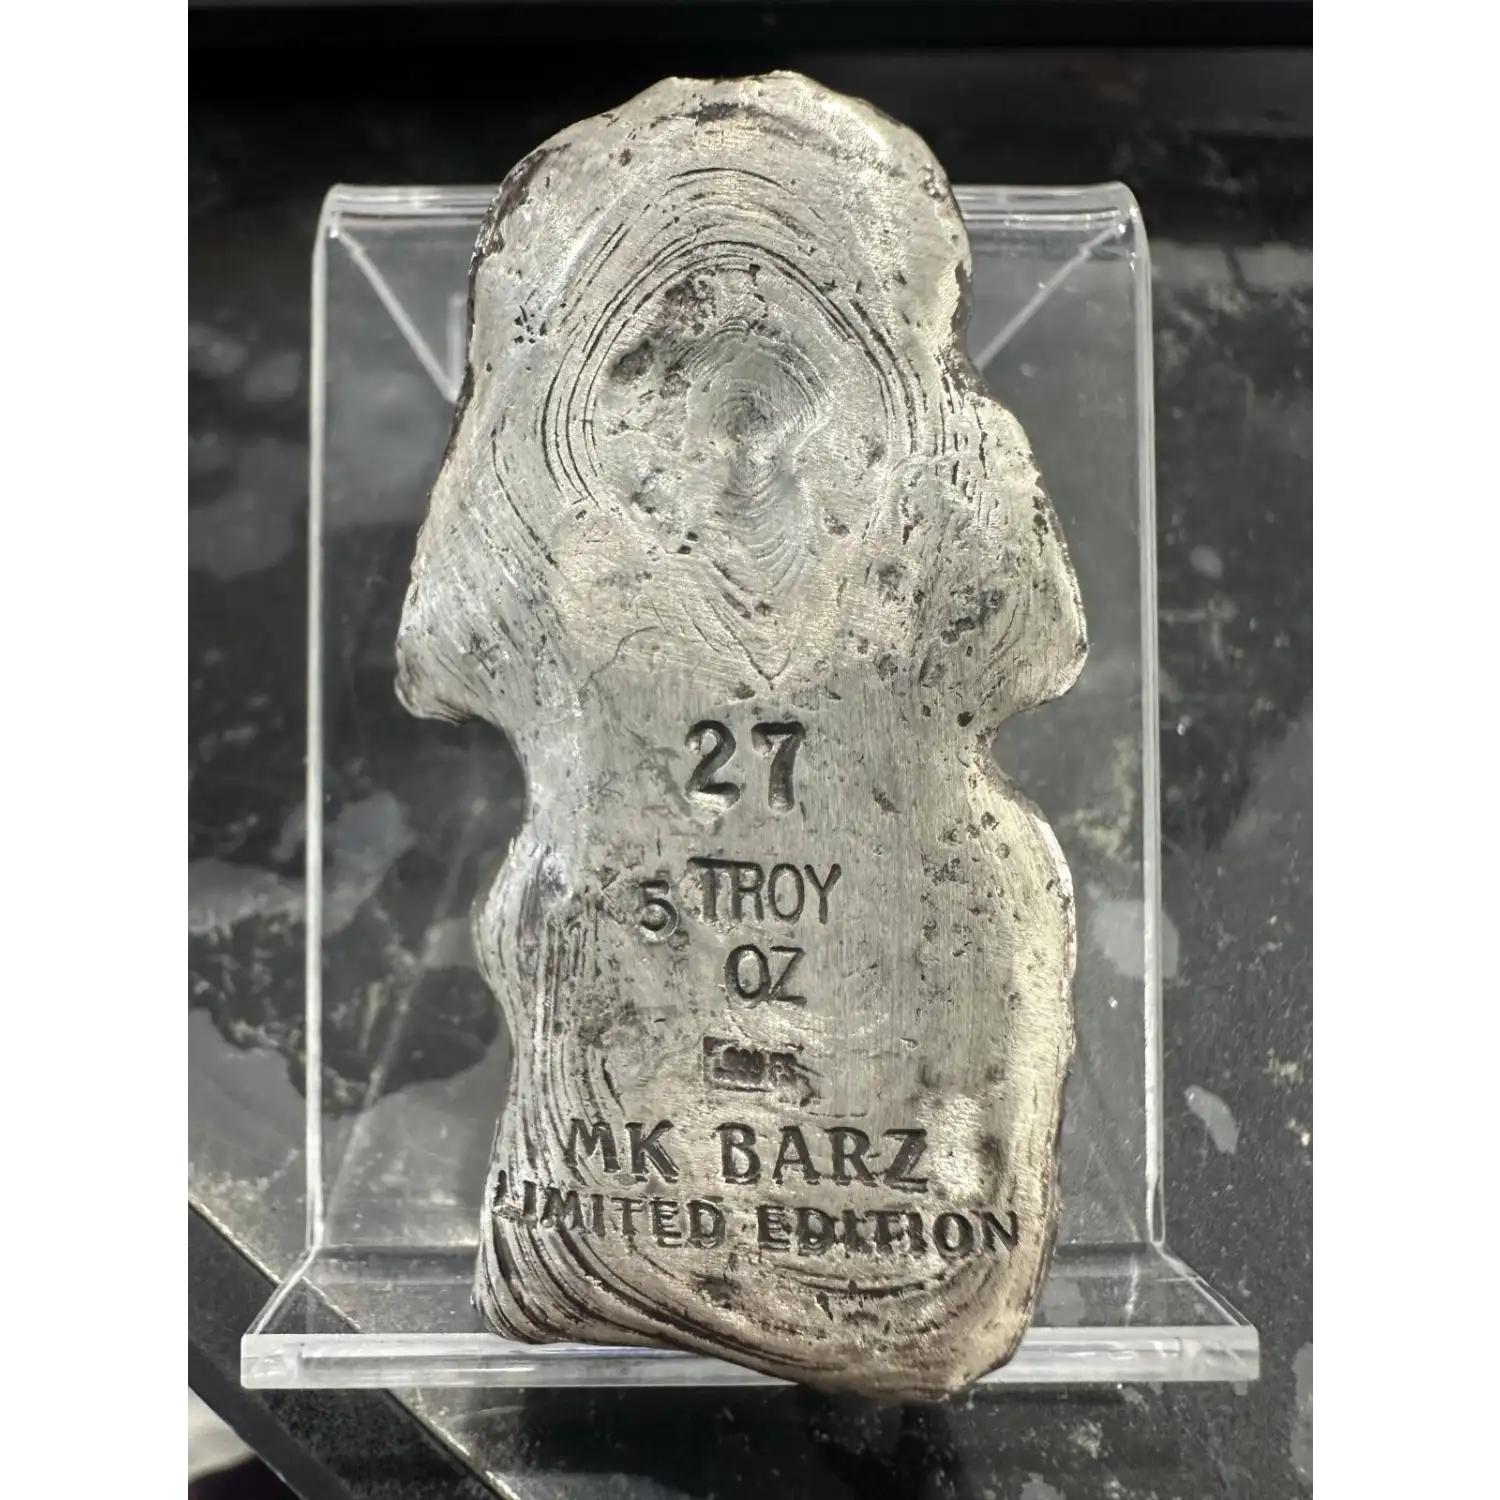 27
5 TROY
OZ
MK BARZ
LIMITED EDITION